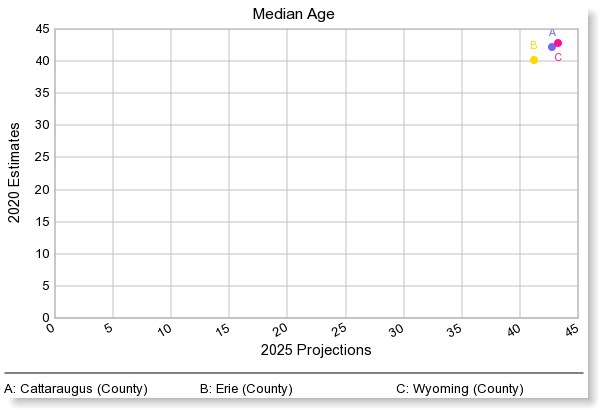 Median Age
45
A
B
40
C
35
30
25
20
15
10
5
0
2020 Estimates
0 5 10 15 20 25 30 35 40 45
2025 Projections
A: Cattaraugus (County) B: Erie (County) C: Wyoming (County)